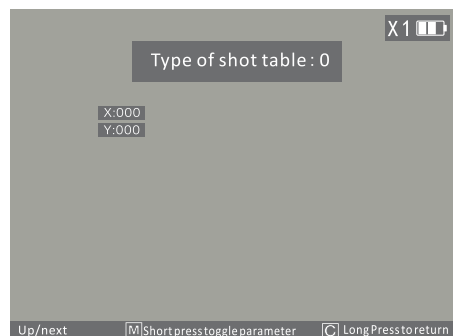 X1
Type of shot table : 0
X:000
Y:000
Up/next M Short press toggle parameter C Long Press to return